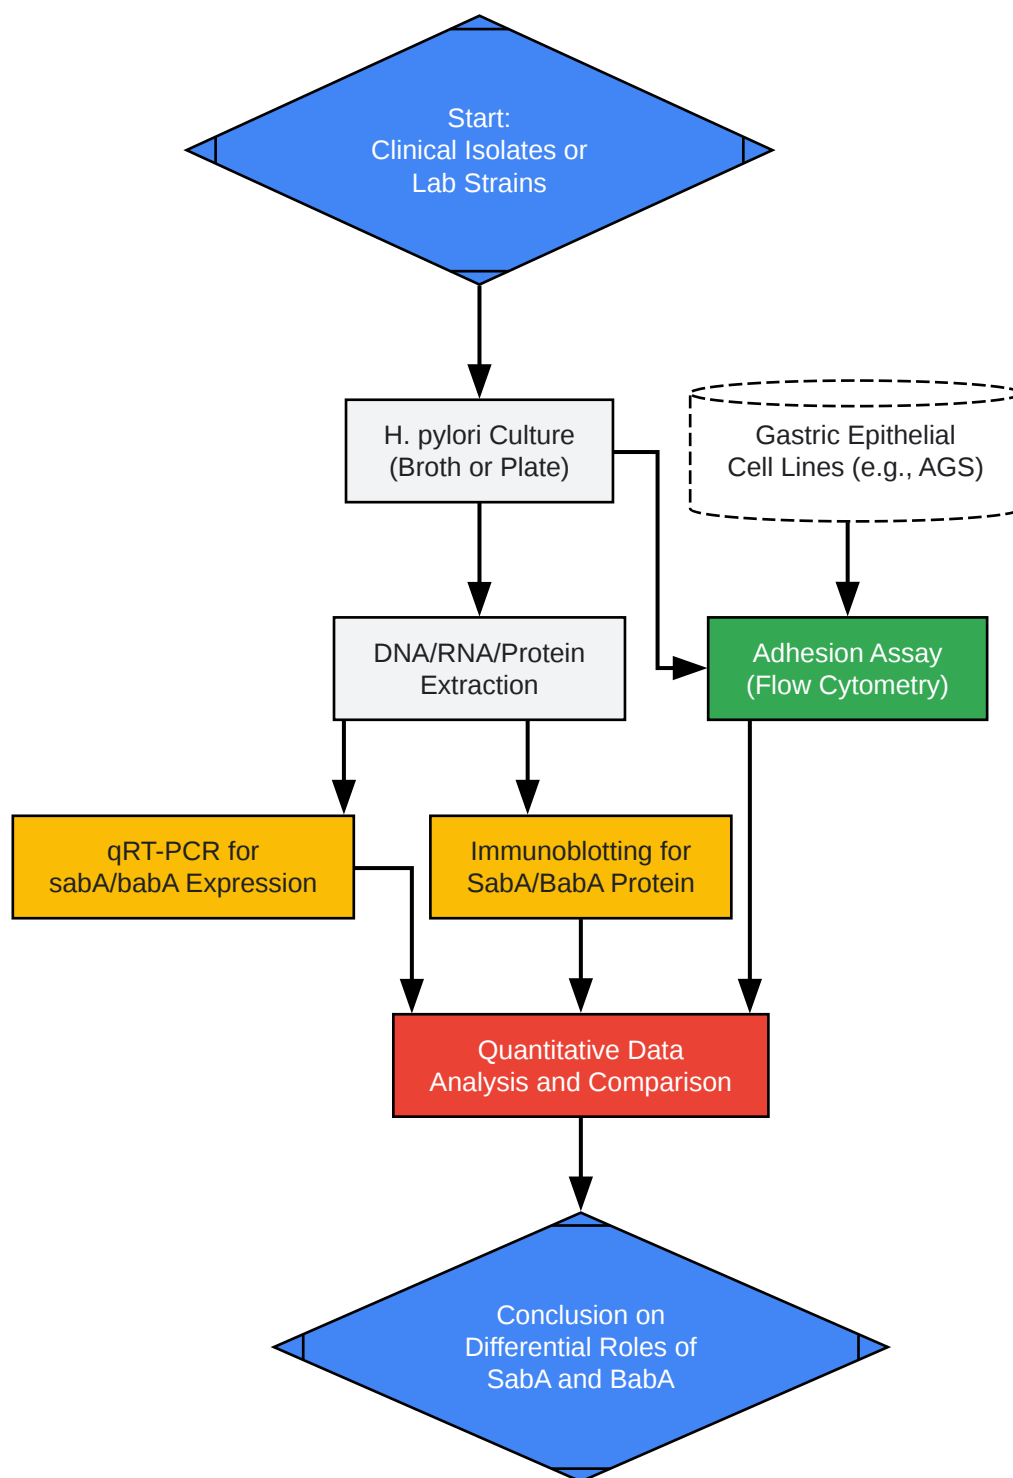 Start:
Clinical Isolates or
Lab Strains
H. pylori Culture
(Broth or Plate)
Gastric Epithelial
Cell Lines (e.g., AGS)
DNA/RNA/Protein
Extraction
Adhesion Assay
(Flow Cytometry)
qRT-PCR for
sabA/babA Expression
Immunoblotting for
SabA/BabA Protein
Quantitative Data
Analysis and Comparison
Conclusion on
Differential Roles of
SabA and BabA